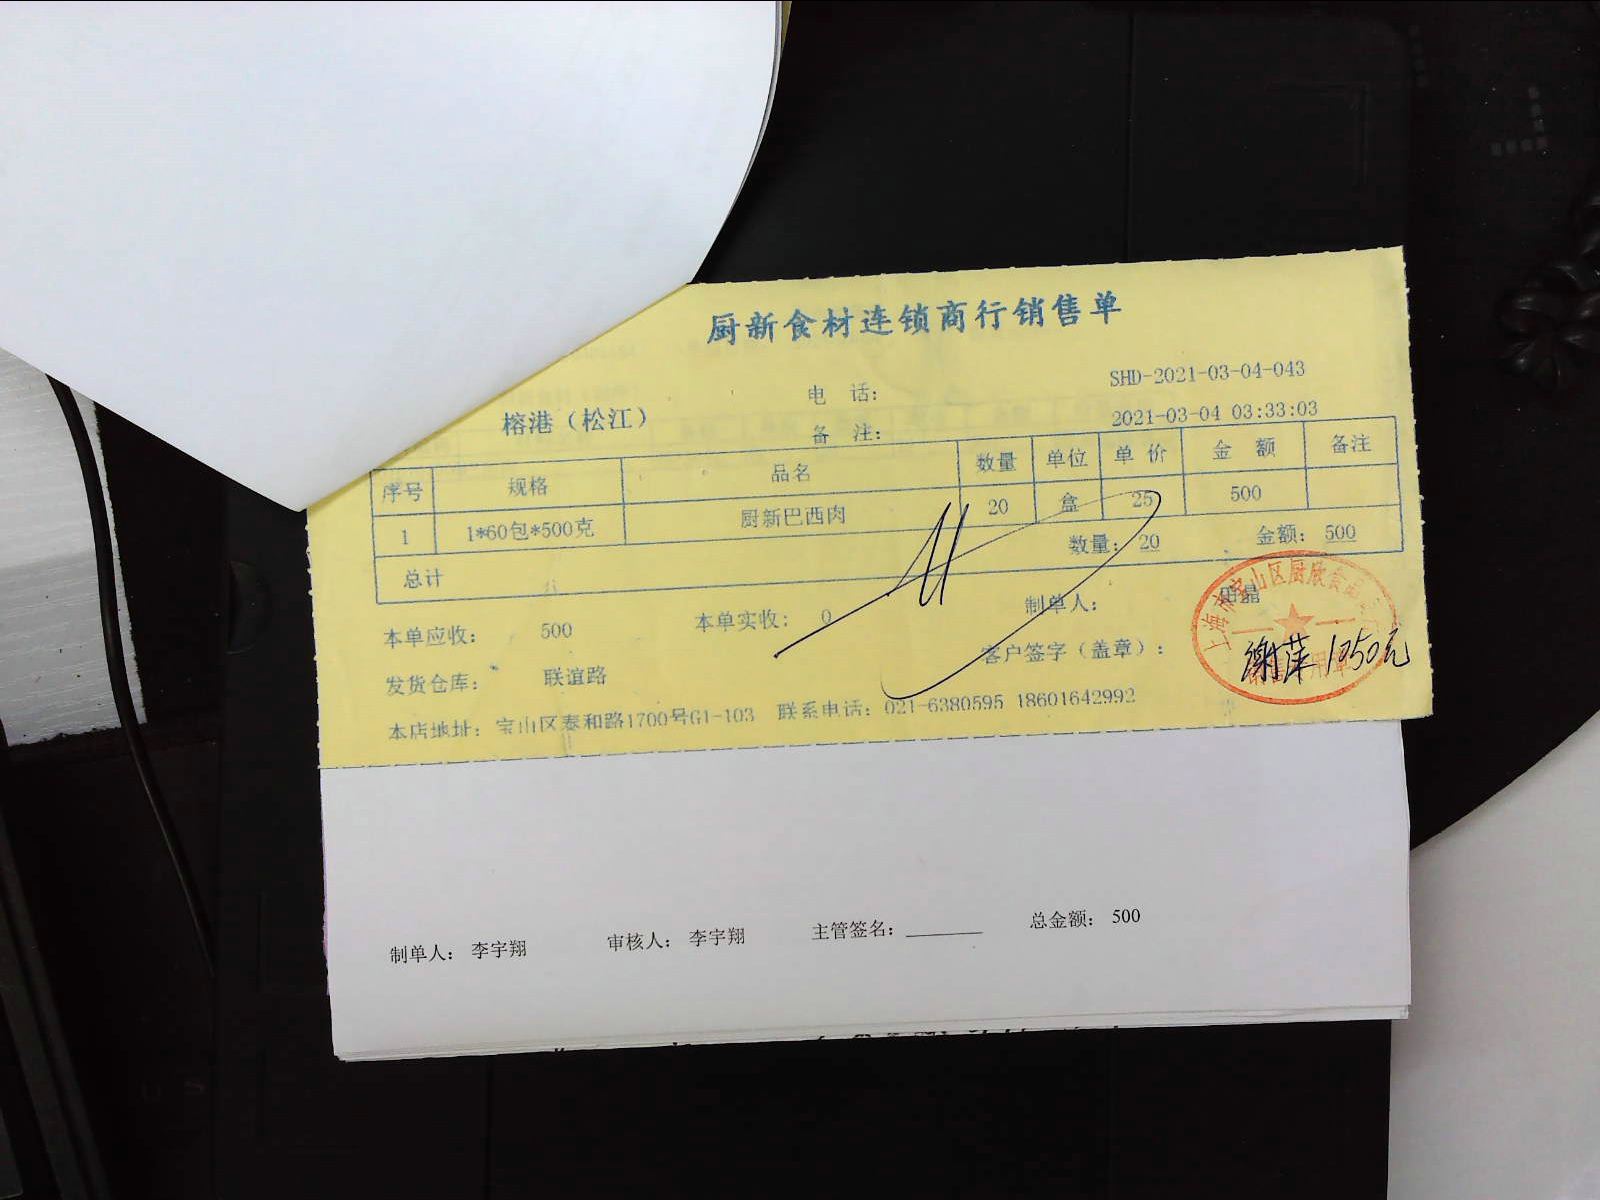 厨新食材连锁商行销售单
SHD-2021-03-04-043
电 话:
榕港（松江）
2021-03-04 03:33:03
备 注:
序号 规格 品名 数量 单位 单 价 金 额 备注
1 1*60包*500克 厨新巴西肉 20 盒 25 500
总计 数量: 20 金额: 500
本单应收: 500 本单实收: 0 制单人:
发货仓库: 联谊路 客户签字（盖章）:
谢萍 1050元
本店地址: 宝山区泰和路1700号G1-103 联系电话: 021-6380595 18601642992
制单人: 李宇翔 审核人: 李宇翔 主管签名: 总金额: 500